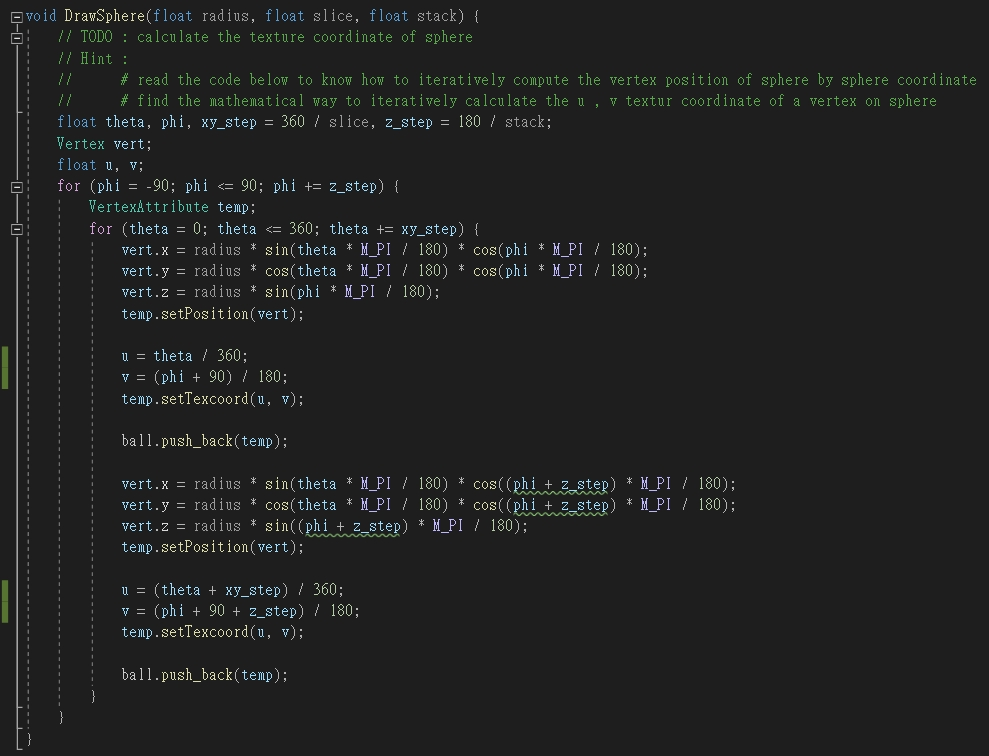 void DrawSphere(float radius, float slice, float stack) {
    // TODO : calculate the texture coordinate of sphere
    // Hint :
    //      # read the code below to know how to iteratively compute the vertex position of sphere by sphere coordinate
    //      # find the mathematical way to iteratively calculate the u , v textur coordinate of a vertex on sphere
    float theta, phi, xy_step = 360 / slice, z_step = 180 / stack;
    Vertex vert;
    float u, v;
    for (phi = -90; phi <= 90; phi += z_step) {
        VertexAttribute temp;
        for (theta = 0; theta <= 360; theta += xy_step) {
            vert.x = radius * sin(theta * M_PI / 180) * cos(phi * M_PI / 180);
            vert.y = radius * cos(theta * M_PI / 180) * cos(phi * M_PI / 180);
            vert.z = radius * sin(phi * M_PI / 180);
            temp.setPosition(vert);

            u = theta / 360;
            v = (phi + 90) / 180;
            temp.setTexcoord(u, v);

            ball.push_back(temp);

            vert.x = radius * sin(theta * M_PI / 180) * cos((phi + z_step) * M_PI / 180);
            vert.y = radius * cos(theta * M_PI / 180) * cos((phi + z_step) * M_PI / 180);
            vert.z = radius * sin((phi + z_step) * M_PI / 180);
            temp.setPosition(vert);

            u = (theta + xy_step) / 360;
            v = (phi + 90 + z_step) / 180;
            temp.setTexcoord(u, v);

            ball.push_back(temp);
        }
    }
}